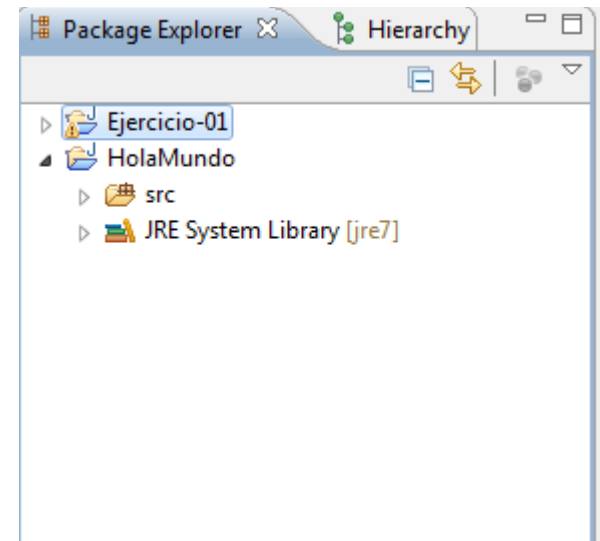 Package Explorer Hierarchy
Ejercicio-01
HolaMundo
src
JRE System Library [jre7]